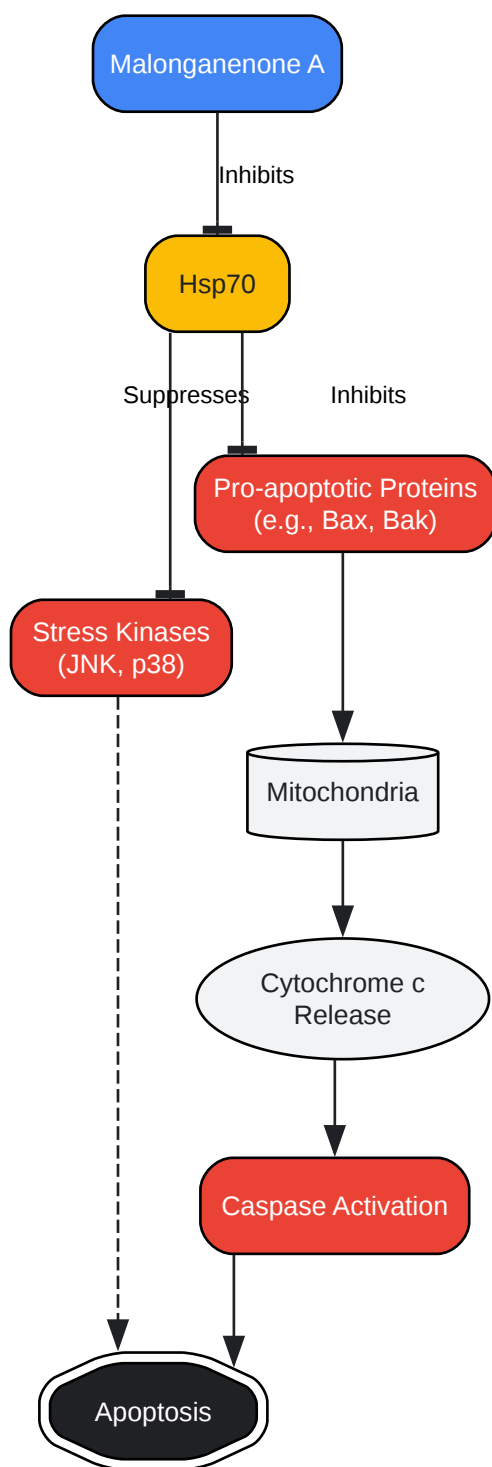 Malonganenone A
Inhibits
Hsp70
Suppresses
Inhibits
Pro-apoptotic Proteins
(e.g., Bax, Bak)
Stress Kinases
(JNK, p38)
Mitochondria
Cytochrome c
Release
Caspase Activation
Apoptosis